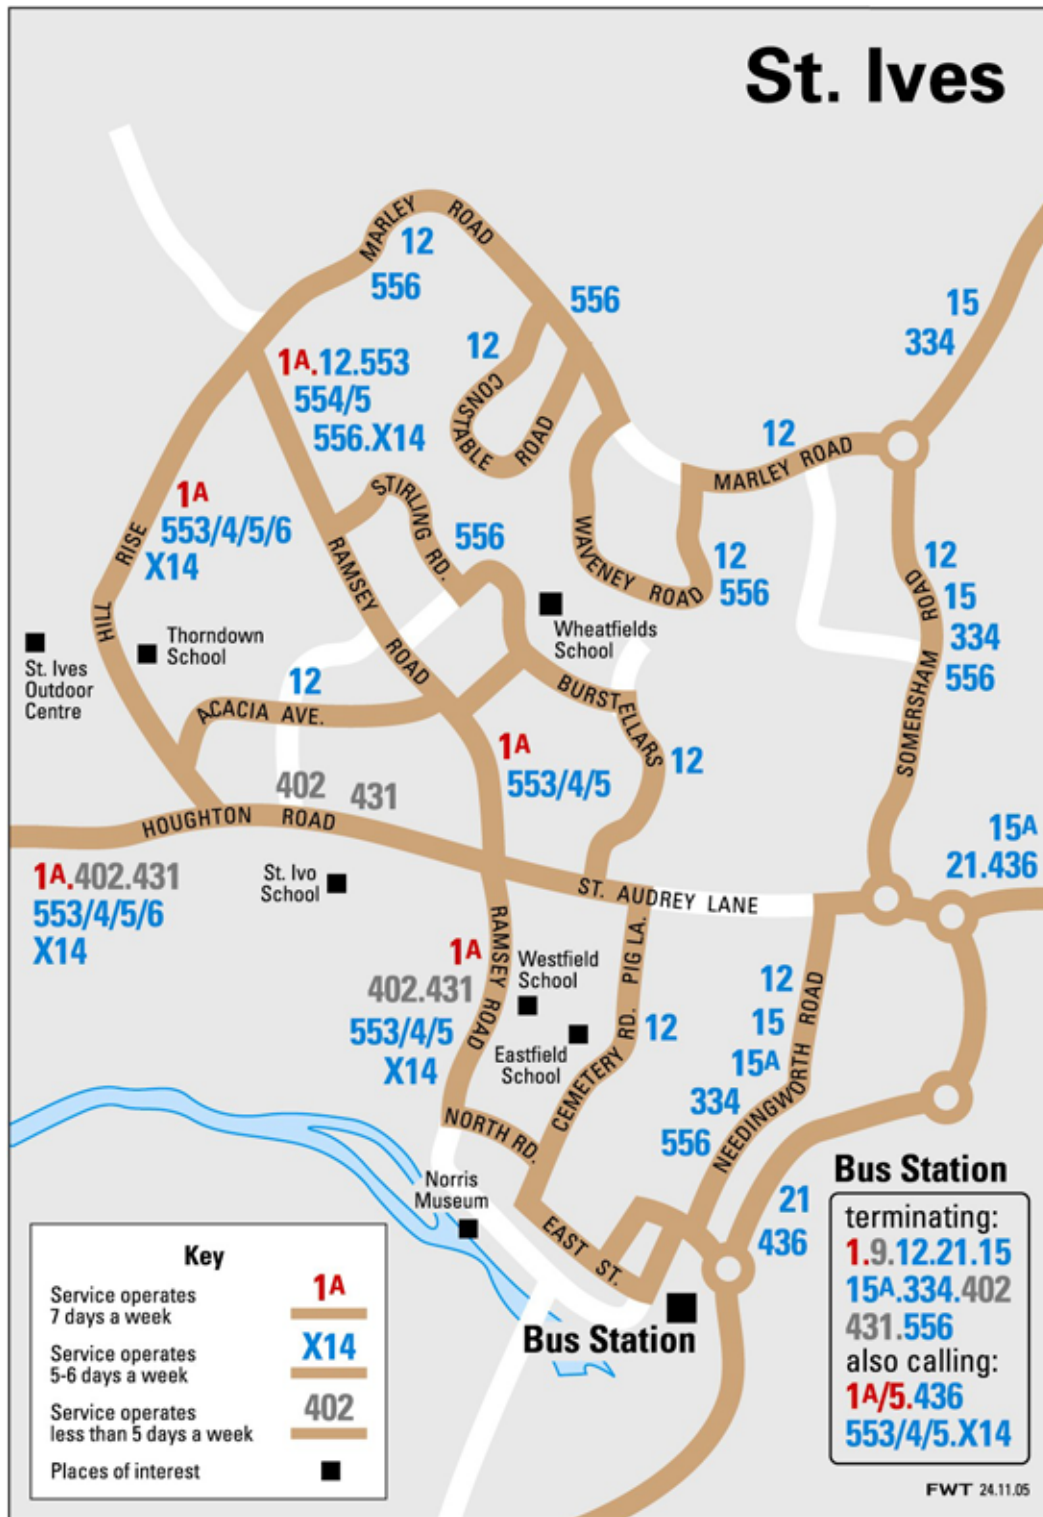 St. Ives
MARLEY ROAD
12
556
556
15
334
12
1A.12.553
554/5
556.X14
CONSTABLE ROAD
12
MARLEY ROAD
1A
553/4/5/6
X14
STIRLING RD.
556
HILL RISE
RAMSEY ROAD
WAVENEY ROAD
12
556
12
15
334
556
SOMERSHAM ROAD
Wheatfields
School
Thorndown
School
St. Ives
Outdoor
Centre
12
ACACIA AVE.
BURSTELLARS
1A
553/4/5
12
402
431
HOUGHTON ROAD
15A
21.436
1A.402.431
553/4/5/6
X14
St. Ivo
School
ST. AUDREY LANE
RAMSEY ROAD
1A
402.431
553/4/5
X14
Westfield
School
PIG LA.
Eastfield
School
CEMETERY RD.
12
12
15
15A
334
556
NEEDINGWORTH ROAD
NORTH RD.
Norris
Museum
EAST ST.
21
436
Bus Station
Bus Station
terminating:
1.9.12.21.15
15A.334.402
431.556
also calling:
1A/5.436
553/4/5.X14
Key
Service operates
7 days a week
1A
Service operates
5-6 days a week
X14
Service operates
less than 5 days a week
402
Places of interest
FWT 24.11.05